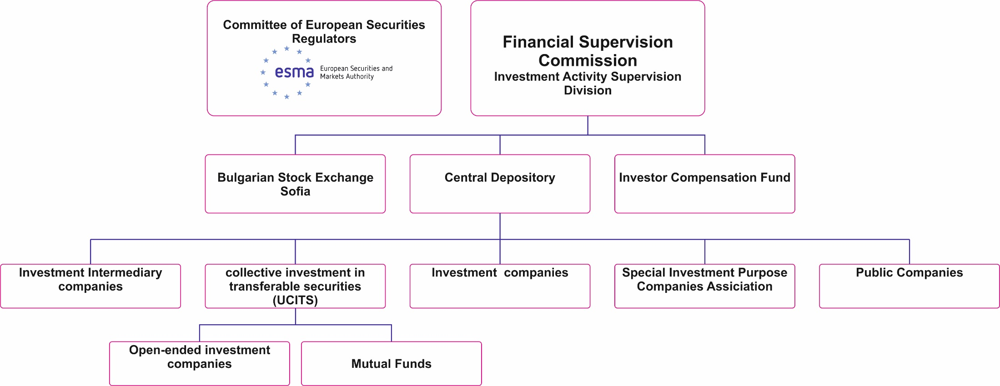 Committee of European Securities
Regulators
esma
European Securities and
Markets Authority
Financial Supervision
Commission
Investment Activity Supervision
Division
Bulgarian Stock Exchange
Sofia
Central Depository
Investor Compensation Fund
Investment Intermediary
companies
collective investment in
transferable securities
(UCITS)
Investment  companies
Special Investment Purpose
Companies Assiciation
Public Companies
Open-ended investment
companies
Mutual Funds